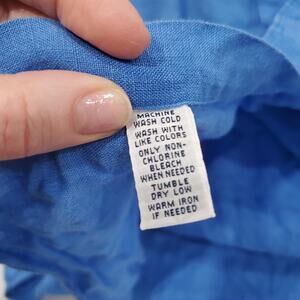 MACHINE
WASH COLD
WASH WITH
LIKE COLORS
ONLY NON-
CHLORINE
BLEACH
WHEN NEEDED
TUMBLE
DRY LOW
WARM IRON
IF NEEDED